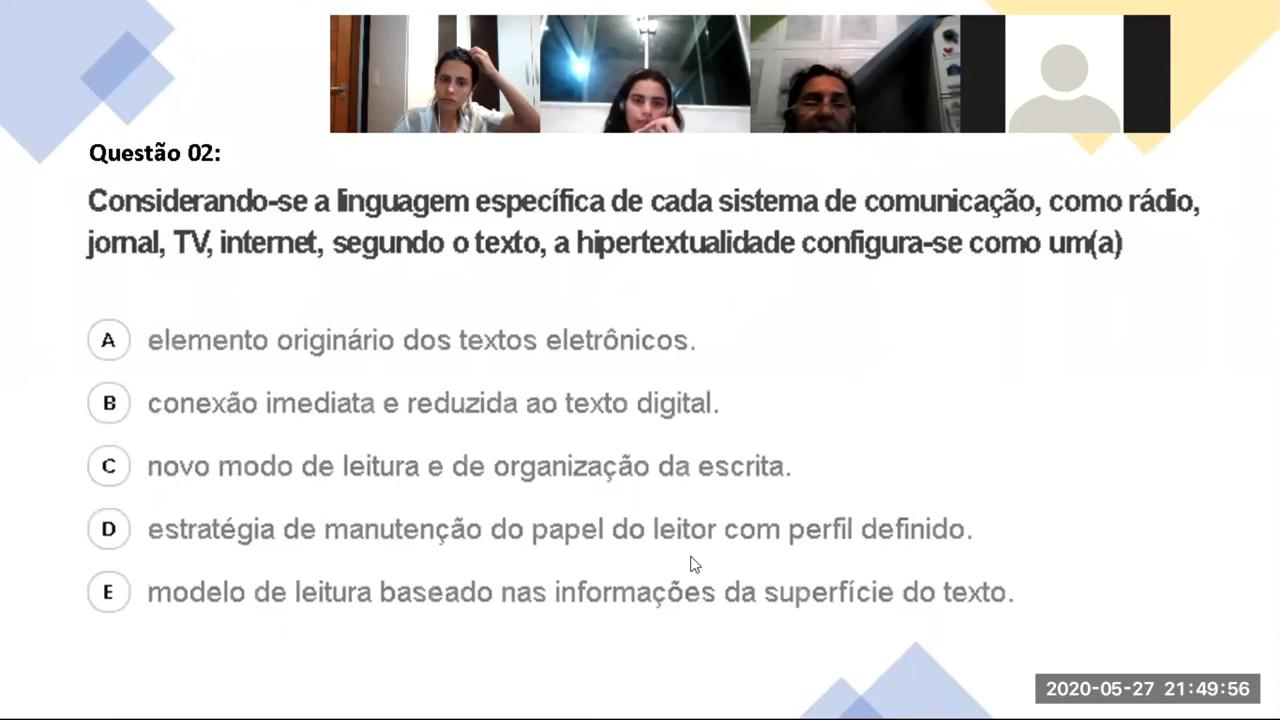 Questão 02:
Considerando-se a linguagem específica de cada sistema de comunicação, como rádio,
jornal, TV, internet, segundo o texto, a hipertextualidade configura-se como um(a)
A elemento originário dos textos eletrônicos.
B conexão imediata e reduzida ao texto digital.
C novo modo de leitura e de organização da escrita.
D estratégia de manutenção do papel do leitor com perfil definido.
E modelo de leitura baseado nas informações da superfície do texto.
2020-05-27 21:49:56